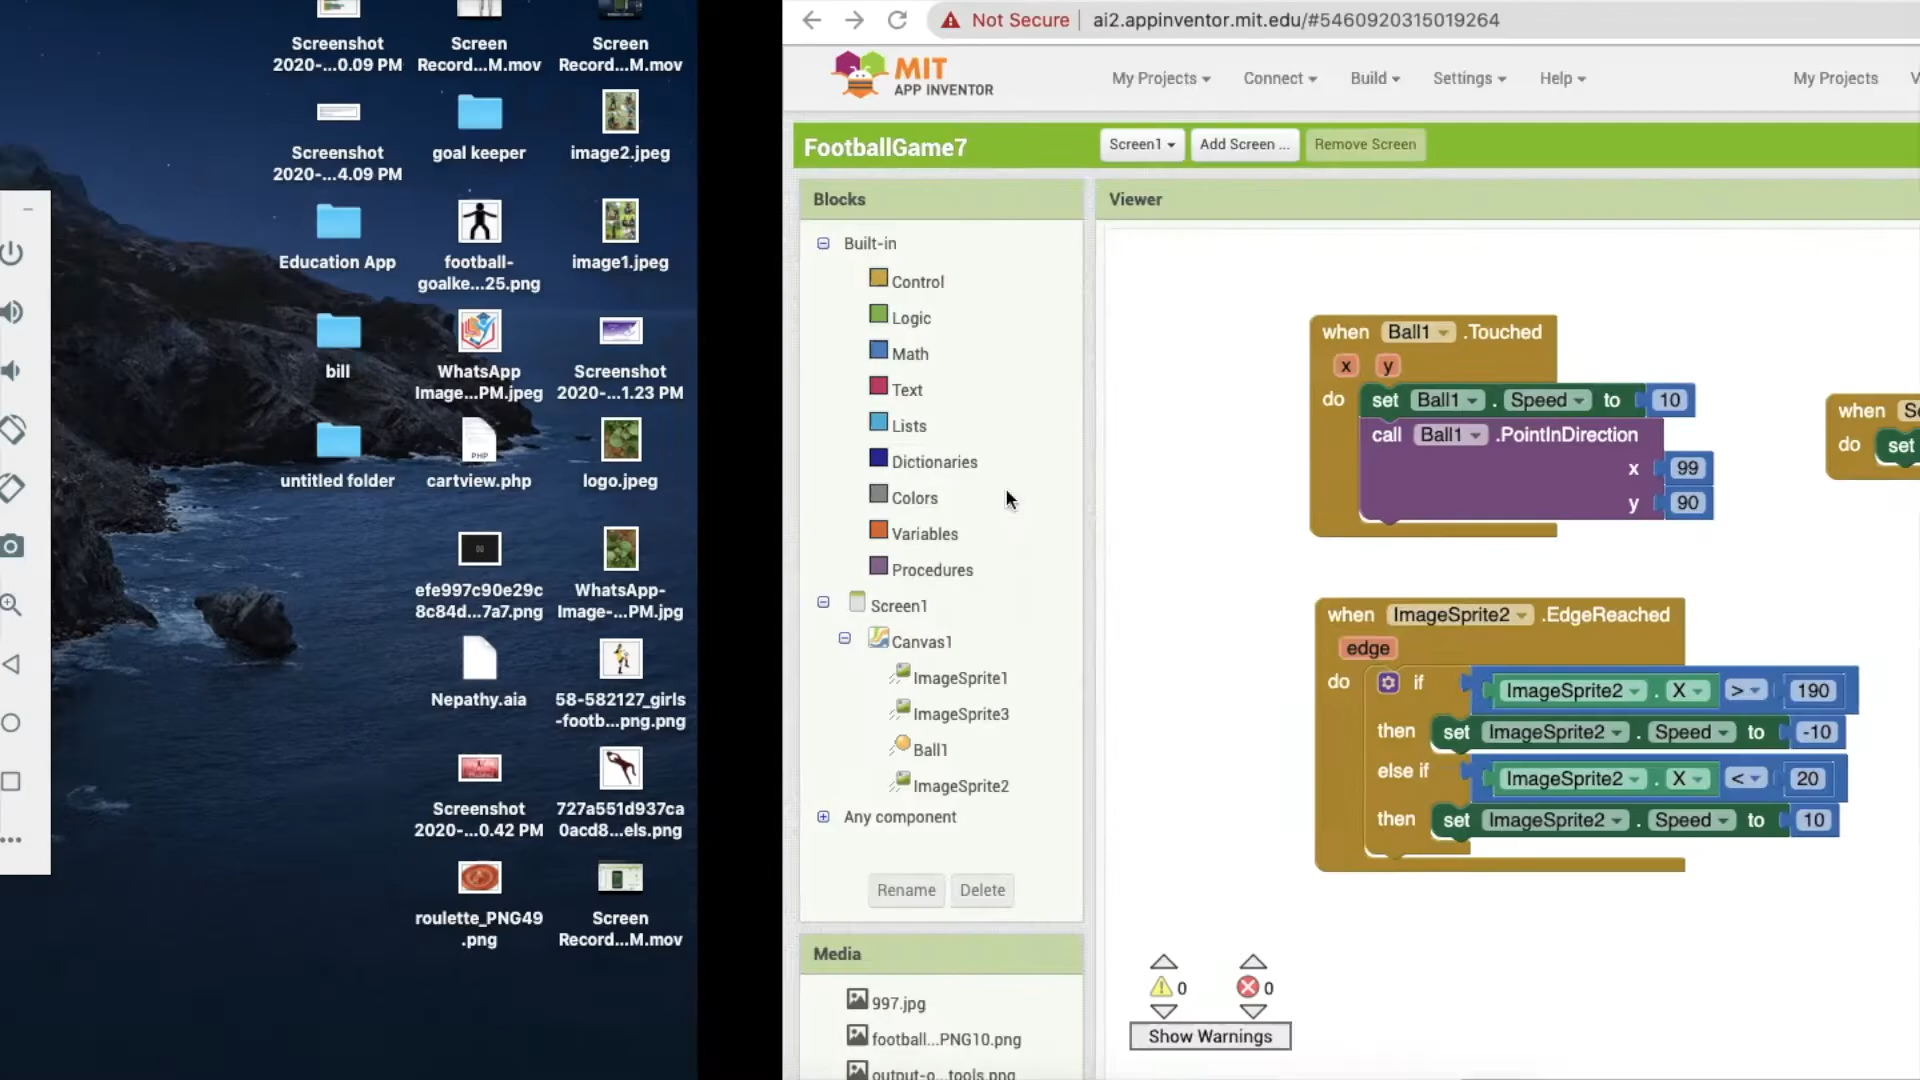 Screenshot
2020-...0.09 PM
Screen
Record...M.mov
Screen
Record...M.mov
Screenshot
2020-...4.09 PM
goal keeper
image2.jpeg
Education App
football-
goalke...25.png
image1.jpeg
bill
WhatsApp
Image...PM.jpeg
Screenshot
2020-...1.23 PM
PHP
untitled folder
cartview.php
logo.jpeg
efe997c90e29c
8c84d...7a7.png
WhatsApp-
Image-...PM.jpg
Nepathy.aia
58-582127_girls
-footb...png.png
Screenshot
2020-...0.42 PM
727a551d937ca
0acd8...els.png
roulette_PNG49
.png
Screen
Record...M.mov
Not Secure
ai2.appinventor.mit.edu/#5460920315019264
MIT
APP INVENTOR
My Projects
Connect
Build
Settings
Help
My Projects
V
FootballGame7
Screen1
Add Screen ...
Remove Screen
Blocks
Built-in
Control
Logic
Math
Text
Lists
Dictionaries
Colors
Variables
Procedures
Screen1
Canvas1
ImageSprite1
ImageSprite3
Ball1
ImageSprite2
Any component
Rename
Delete
Media
997.jpg
football...PNG10.png
output-o...tools.png
Viewer
when Ball1 .Touched
x y
do set Ball1 . Speed to 10
call Ball1 .PointInDirection
x 99
y 90
when Sc
do set
when ImageSprite2 .EdgeReached
edge
do if ImageSprite2 . X > 190
then set ImageSprite2 . Speed to -10
else if ImageSprite2 . X < 20
then set ImageSprite2 . Speed to 10
0
0
Show Warnings